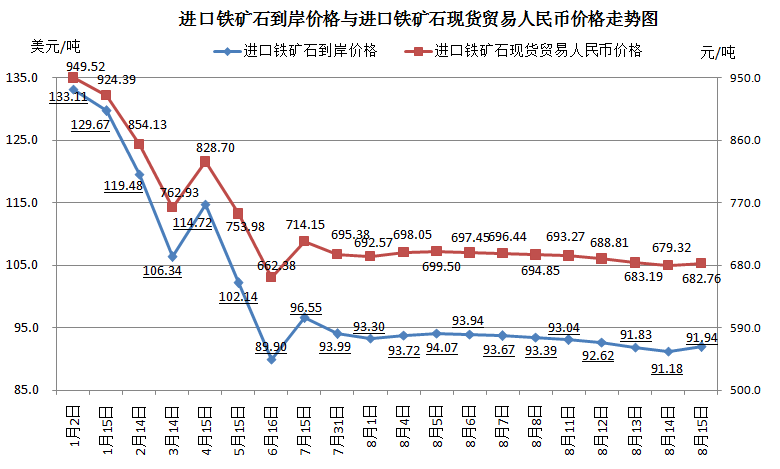 进口铁矿石到岸价格与进口铁矿石现货贸易人民币价格走势图
美元/吨
进口铁矿石到岸价格
进口铁矿石现货贸易人民币价格
元/吨
135.0
125.0
115.0
105.0
95.0
85.0
950.0
860.0
770.0
680.0
590.0
500.0
949.52
924.39
854.13
762.93
828.70
753.98
662.38
714.15
695.38
692.57
698.05
699.50
697.45
696.44
694.85
693.27
688.81
683.19
679.32
682.76
133.11
129.67
119.48
106.34
114.72
102.14
89.90
96.55
93.99
93.30
93.72
94.07
93.94
93.67
93.39
93.04
92.62
91.83
91.18
91.94
1月2日
1月15日
2月14日
3月14日
4月15日
5月15日
6月16日
7月15日
7月31日
8月1日
8月4日
8月5日
8月6日
8月7日
8月8日
8月11日
8月12日
8月13日
8月14日
8月15日